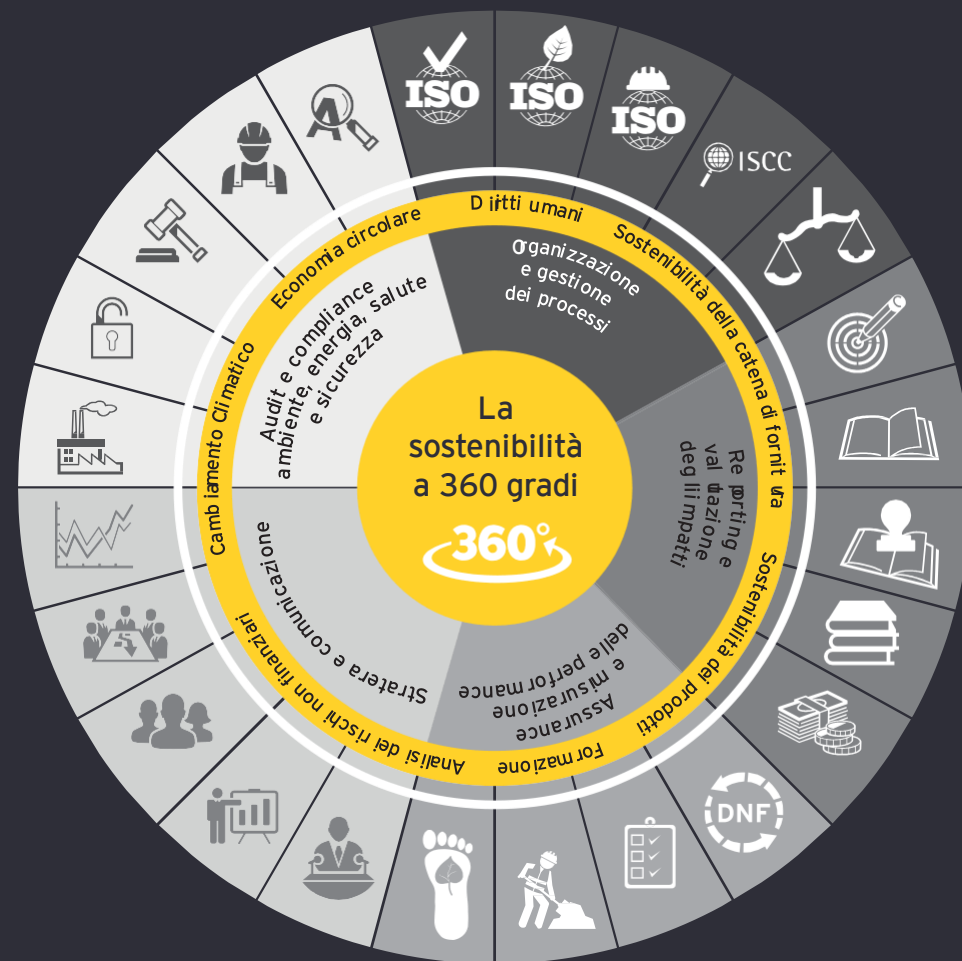 La
sostenibilità
a 360 gradi
360°
Organizzazione
e gestione
dei processi
Reporting e
valutazione
degli impatti
Assurance
e misurazione
delle performance
Stratera e comunicazione
Audit e compliance
ambiente, energia, salute
e sicurezza
Diritti umani
Sostenibilità della catena di fornitura
Sostenibilità dei prodotti
Formazione
Analisi dei rischi non finanziari
Cambiamento Climatico
Economia circolare
ISO
ISO
ISO
ISCC
DNF
A